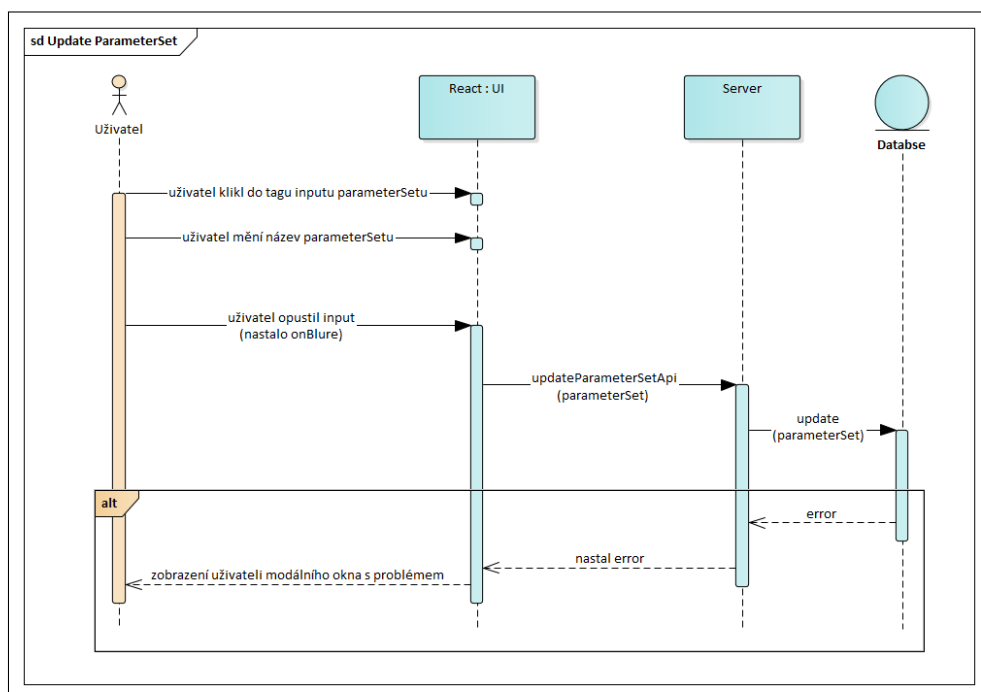 sd Update ParameterSet
Uživatel
React : UI
Server
Databse
uživatel klikl do tagu inputu parameterSetu
uživatel mění název parameterSetu
uživatel opustil input
(nastalo onBlure)
updateParameterSetApi
(parameterSet)
update
(parameterSet)
alt
error
nastal error
zobrazení uživateli modálního okna s problémem